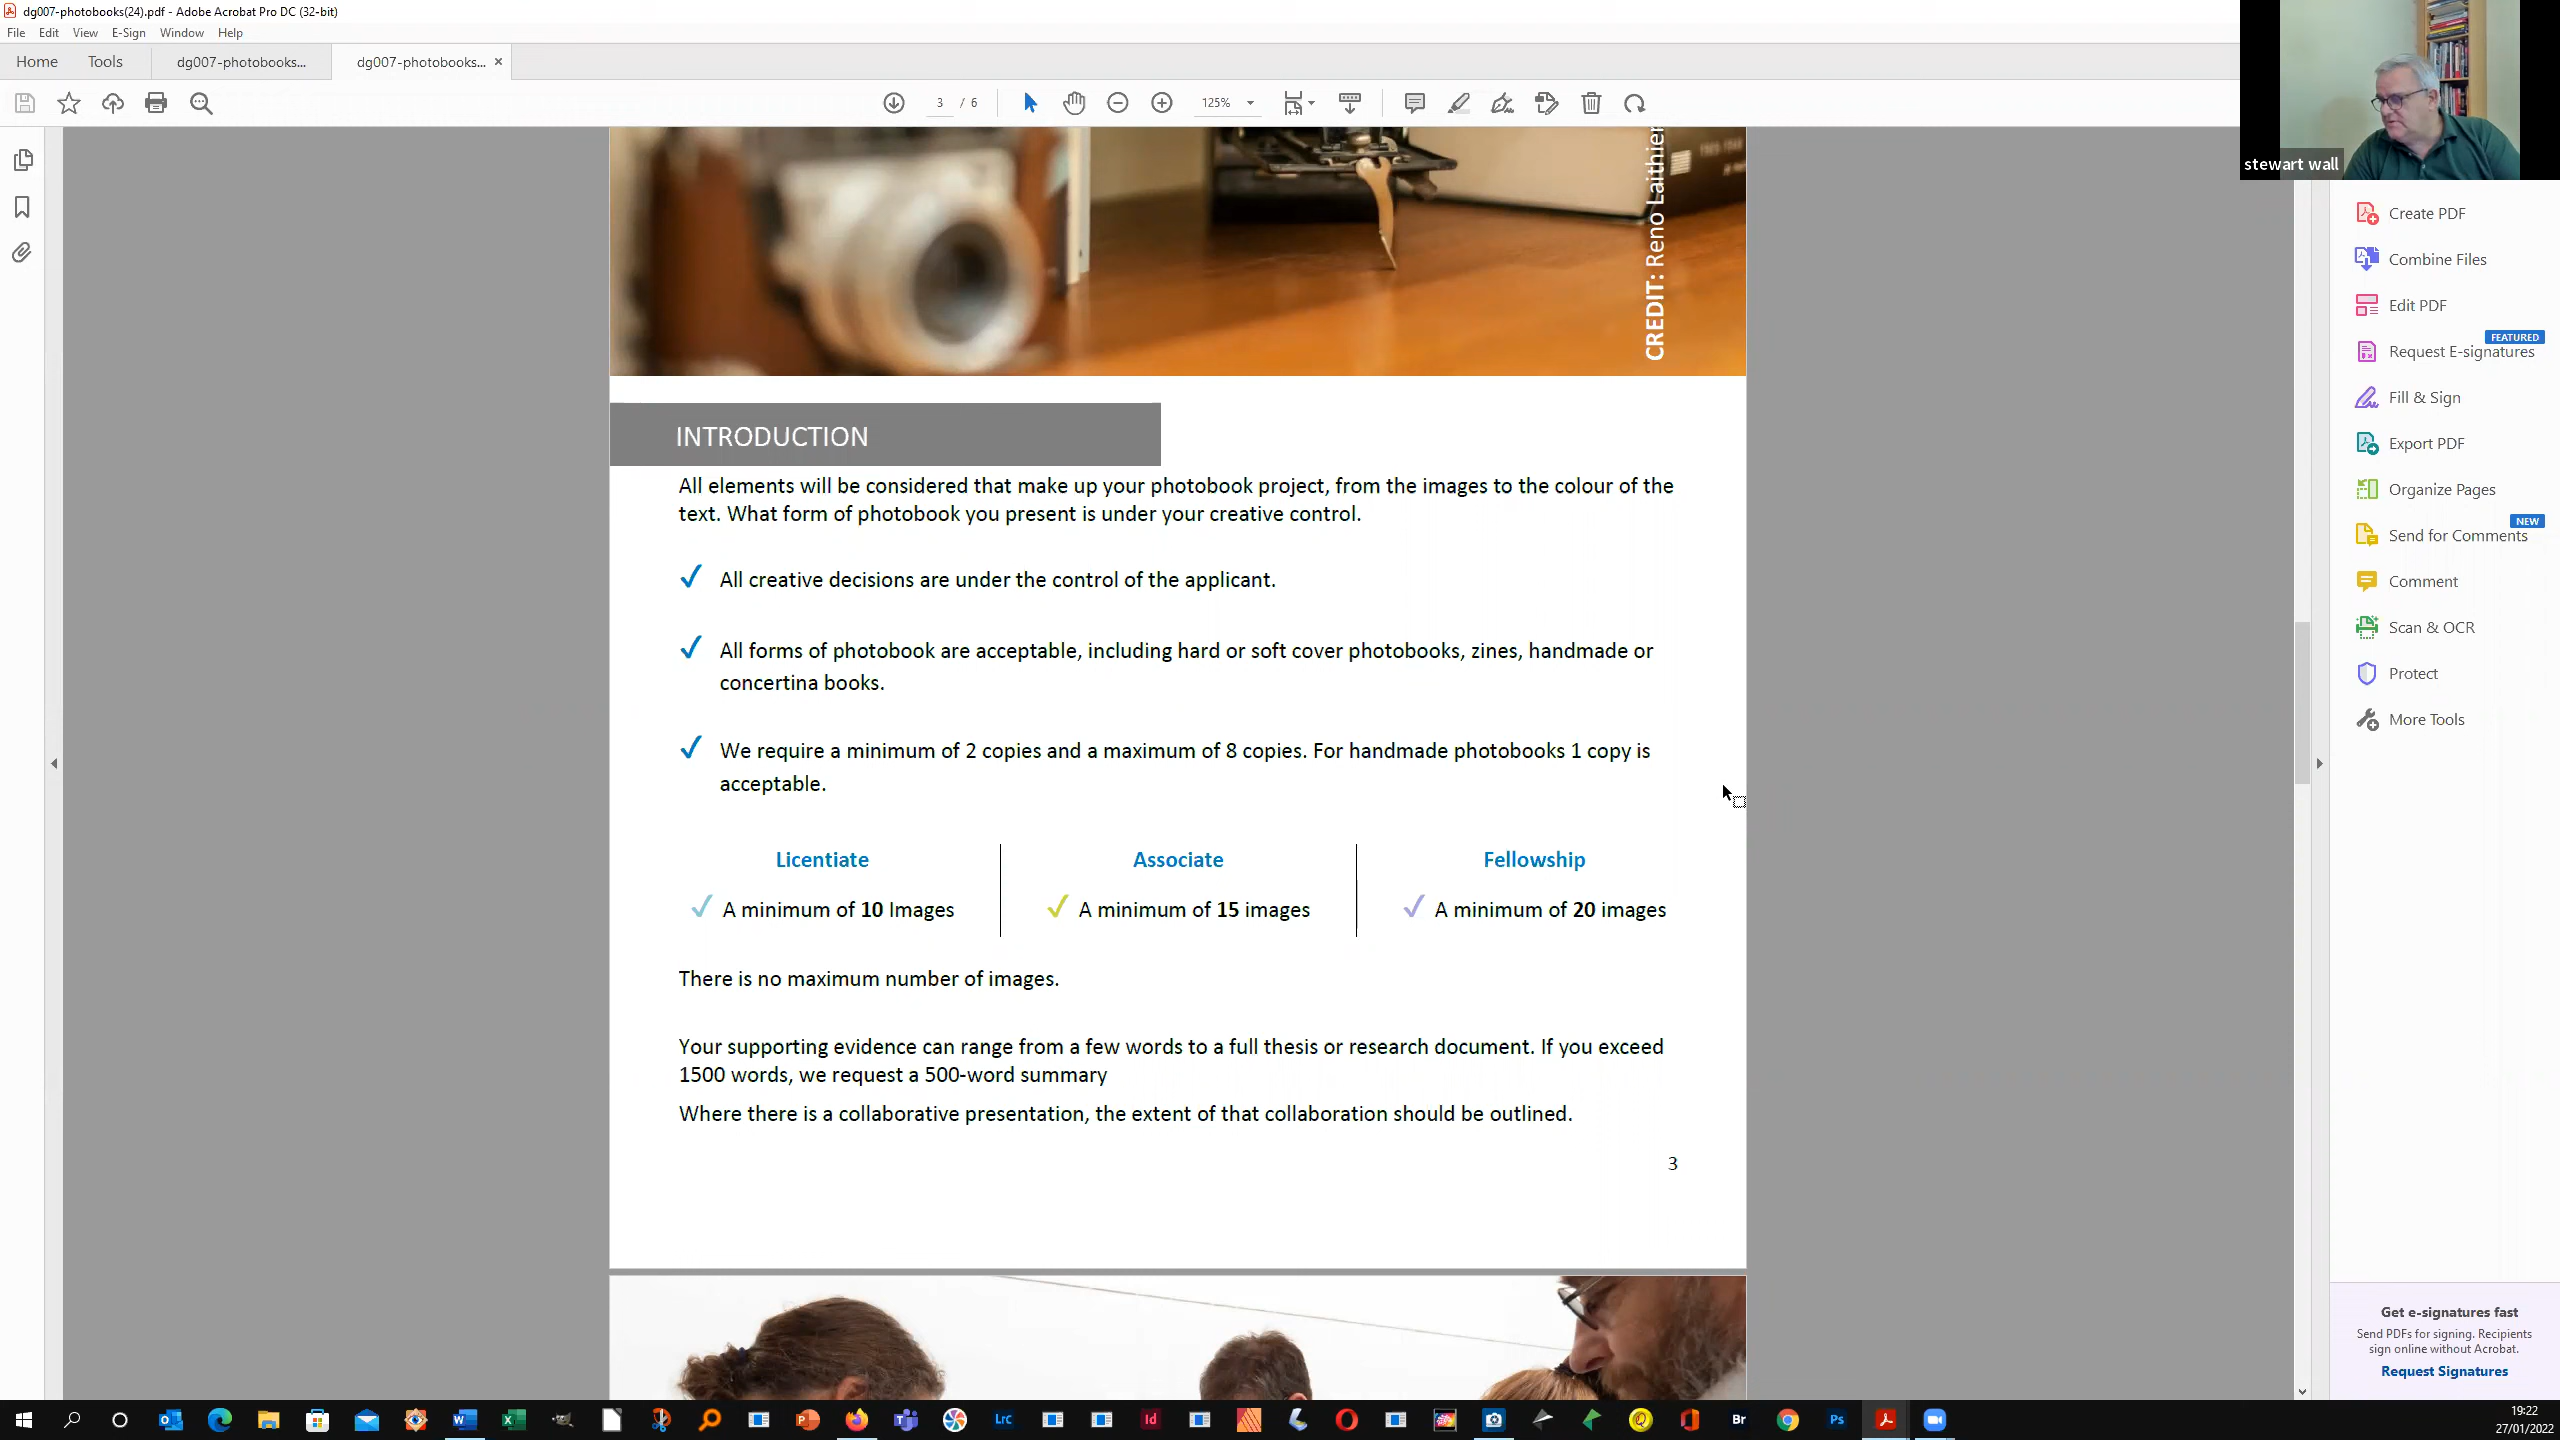 dg007-photobooks(24).pdf - Adobe Acrobat Pro DC (32-bit)
File Edit View E-Sign Window Help
Home Tools dg007-photobooks... dg007-photobooks... ×
3 / 6 125%
stewart wall
CREDIT: Reno Laithien
INTRODUCTION
All elements will be considered that make up your photobook project, from the images to the colour of the
text. What form of photobook you present is under your creative control.
✓ All creative decisions are under the control of the applicant.
✓ All forms of photobook are acceptable, including hard or soft cover photobooks, zines, handmade or
concertina books.
✓ We require a minimum of 2 copies and a maximum of 8 copies. For handmade photobooks 1 copy is
acceptable.
Licentiate Associate Fellowship
✓ A minimum of 10 Images ✓ A minimum of 15 images ✓ A minimum of 20 images
There is no maximum number of images.
Your supporting evidence can range from a few words to a full thesis or research document. If you exceed
1500 words, we request a 500-word summary
Where there is a collaborative presentation, the extent of that collaboration should be outlined.
3
Create PDF
Combine Files
Edit PDF
FEATURED
Request E-signatures
Fill & Sign
Export PDF
Organize Pages
NEW
Send for Comments
Comment
Scan & OCR
Protect
More Tools
Get e-signatures fast
Send PDFs for signing. Recipients
sign online without Acrobat.
Request Signatures
LrC Id Br Ps
19:22
27/01/2022